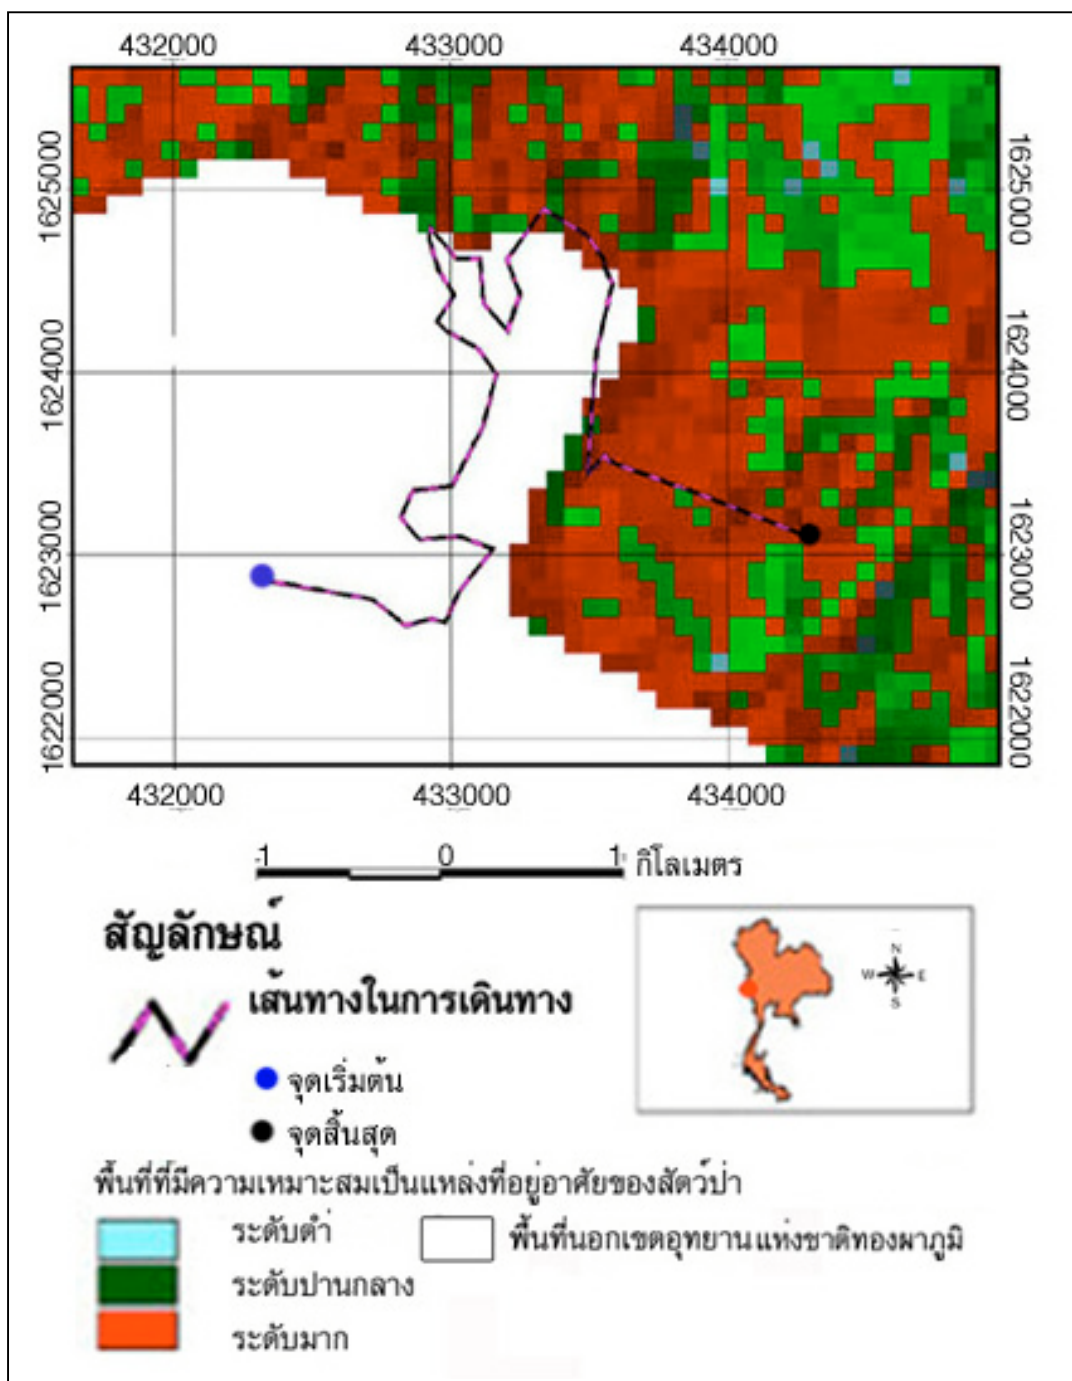 432000 433000 434000
1625000 1625000
1624000 1624000
1623000 1623000
1622000 1622000
432000 433000 434000
-1 0 1 กิโลเมตร
สัญลักษณ์
เส้นทางในการเดินทาง
จุดเริ่มต้น
จุดสิ้นสุด
N
W E
S
พื้นที่ที่มีความเหมาะสมเป็นแหล่งที่อยู่อาศัยของสัตว์ป่า
ระดับต่ำ
พื้นที่นอกเขตอุทยานแห่งชาติทองผาภูมิ
ระดับปานกลาง
ระดับมาก